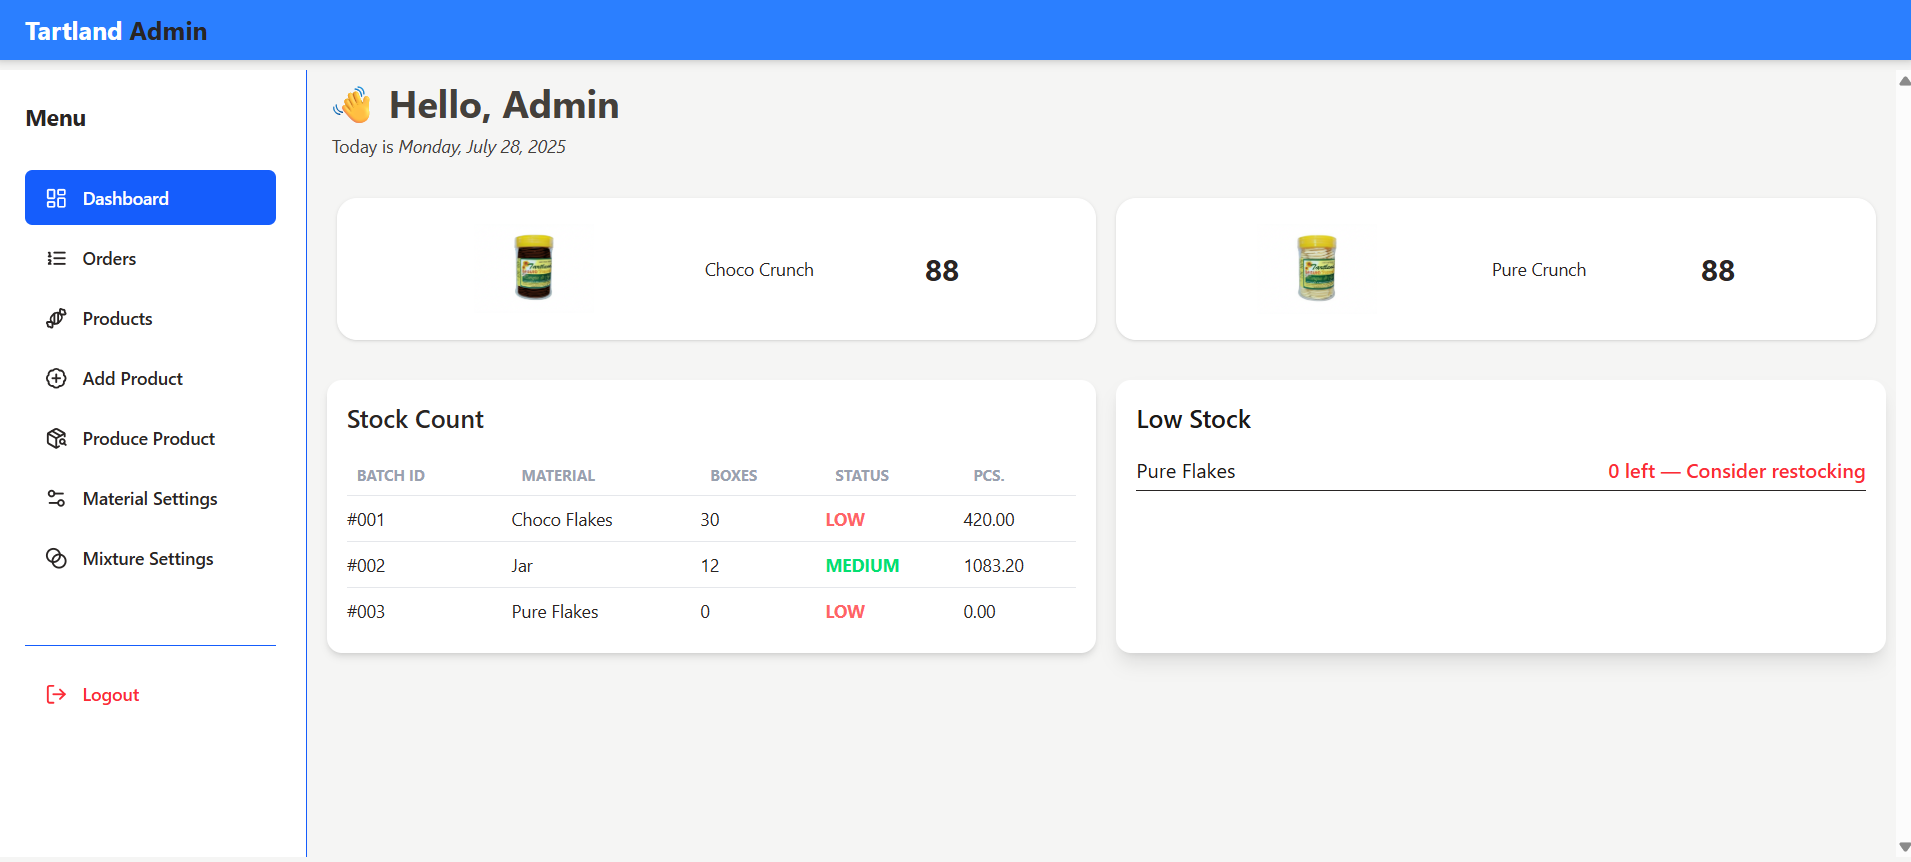 Tartland Admin
Menu
Dashboard
Orders
Products
Add Product
Produce Product
Material Settings
Mixture Settings
Logout
👋 Hello, Admin
Today is Monday, July 28, 2025
Choco Crunch 88
Pure Crunch 88
Stock Count
BATCH ID MATERIAL BOXES STATUS PCS.
#001 Choco Flakes 30 LOW 420.00
#002 Jar 12 MEDIUM 1083.20
#003 Pure Flakes 0 LOW 0.00
Low Stock
Pure Flakes 0 left — Consider restocking